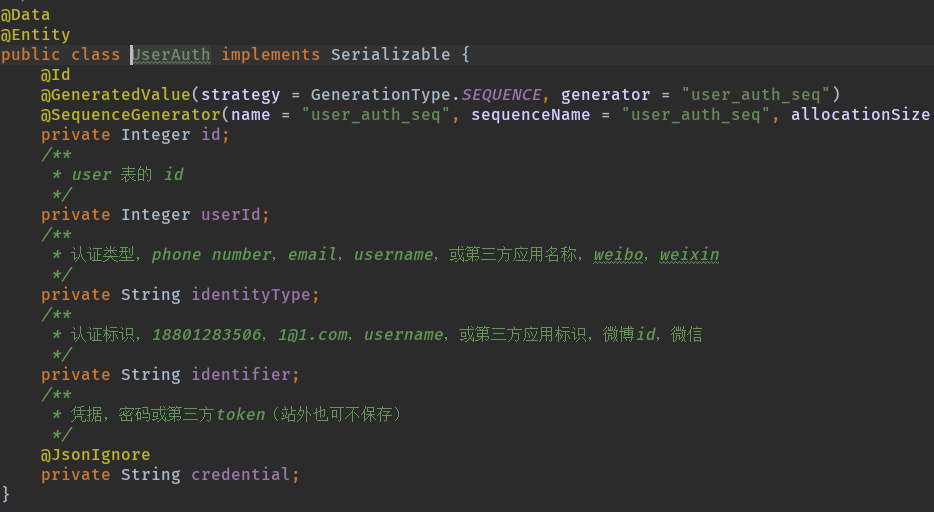 @Data
@Entity
public class UserAuth implements Serializable {
@Id
@GeneratedValue(strategy = GenerationType.SEQUENCE, generator = "user_auth_seq")
@SequenceGenerator(name = "user_auth_seq", sequenceName = "user_auth_seq", allocationSize
private Integer id;
/**
* user 表的 id
*/
private Integer userId;
/**
* 认证类型，phone number，email，username，或第三方应用名称，weibo，weixin
*/
private String identityType;
/**
* 认证标识，18801283506，1@1.com，username，或第三方应用标识，微博id，微信
*/
private String identifier;
/**
* 凭据，密码或第三方token（站外也可不保存）
*/
@JsonIgnore
private String credential;
}